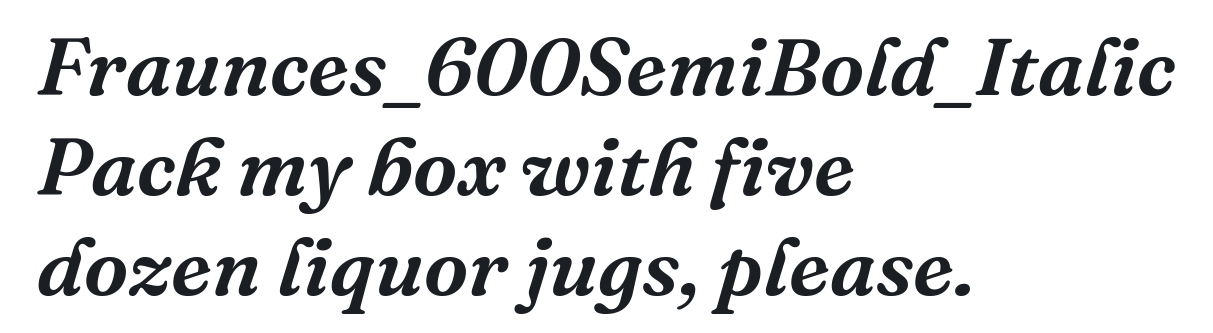 Fraunces_600SemiBold_Italic
Pack my box with five
dozen liquor jugs, please.